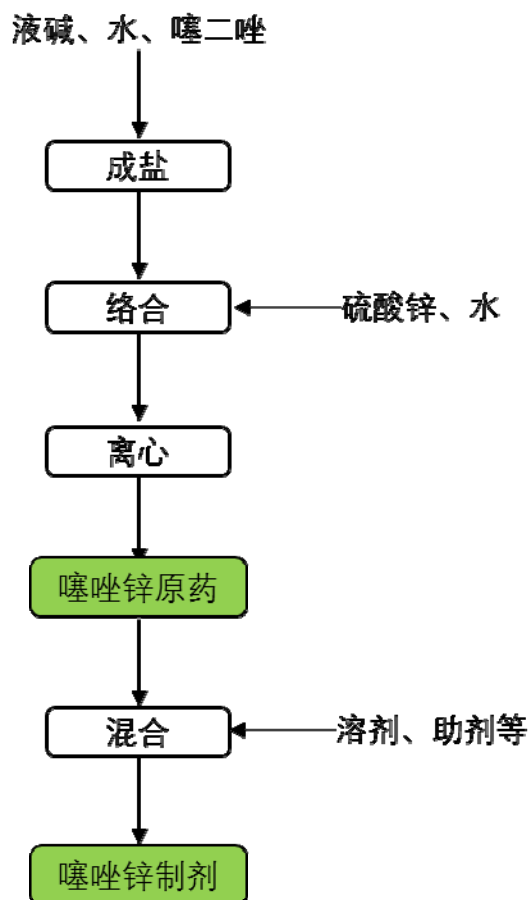 液碱、水、噻二唑
成盐
络合
硫酸锌、水
离心
噻唑锌原药
混合
溶剂、助剂等
噻唑锌制剂